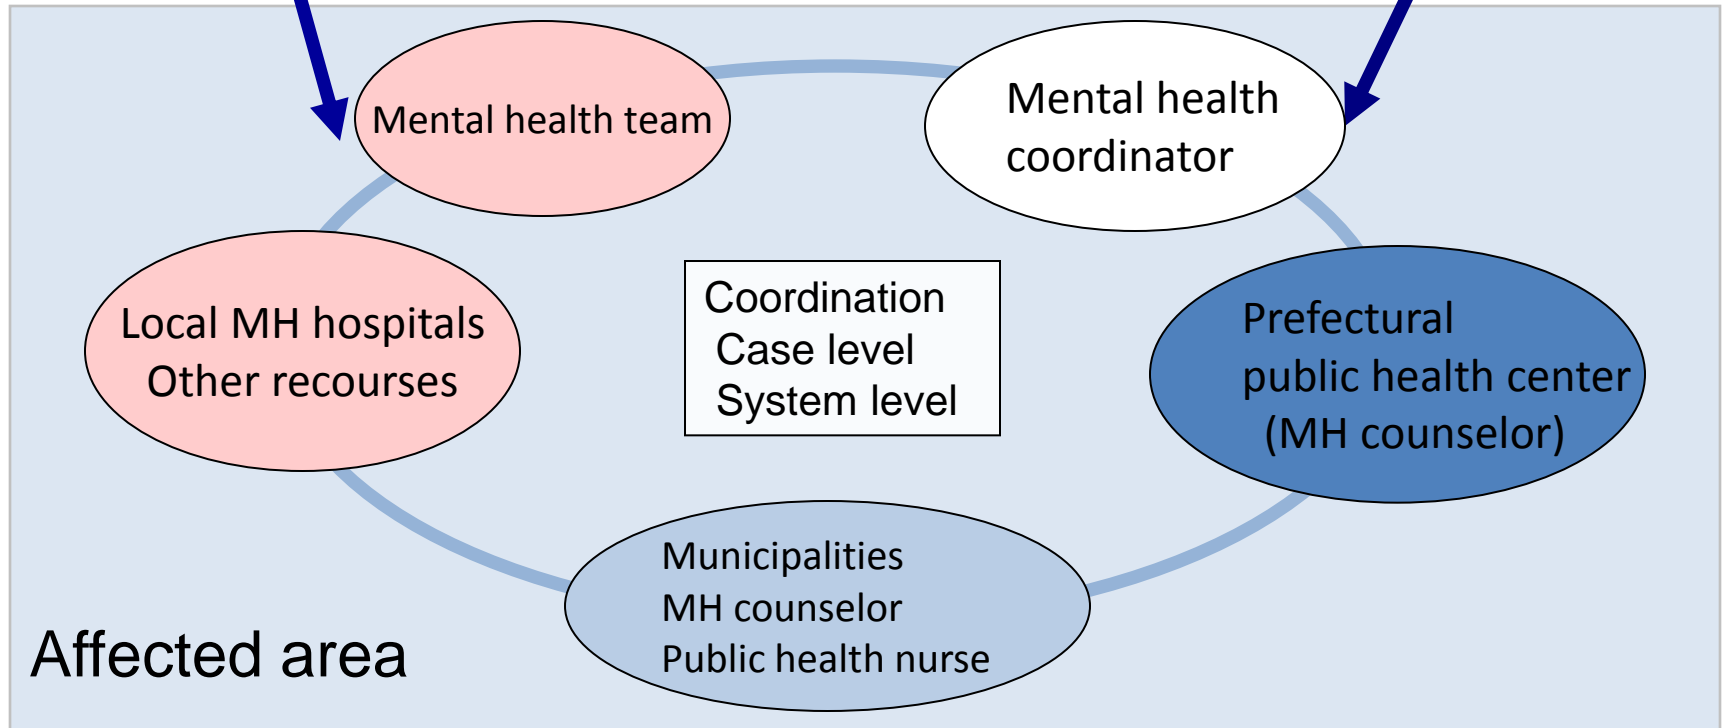 Mental health team
Mental health
coordinator
Local MH hospitals
Other recourses
Coordination
Case level
System level
Prefectural
public health center
(MH counselor)
Municipalities
MH counselor
Public health nurse
Affected area